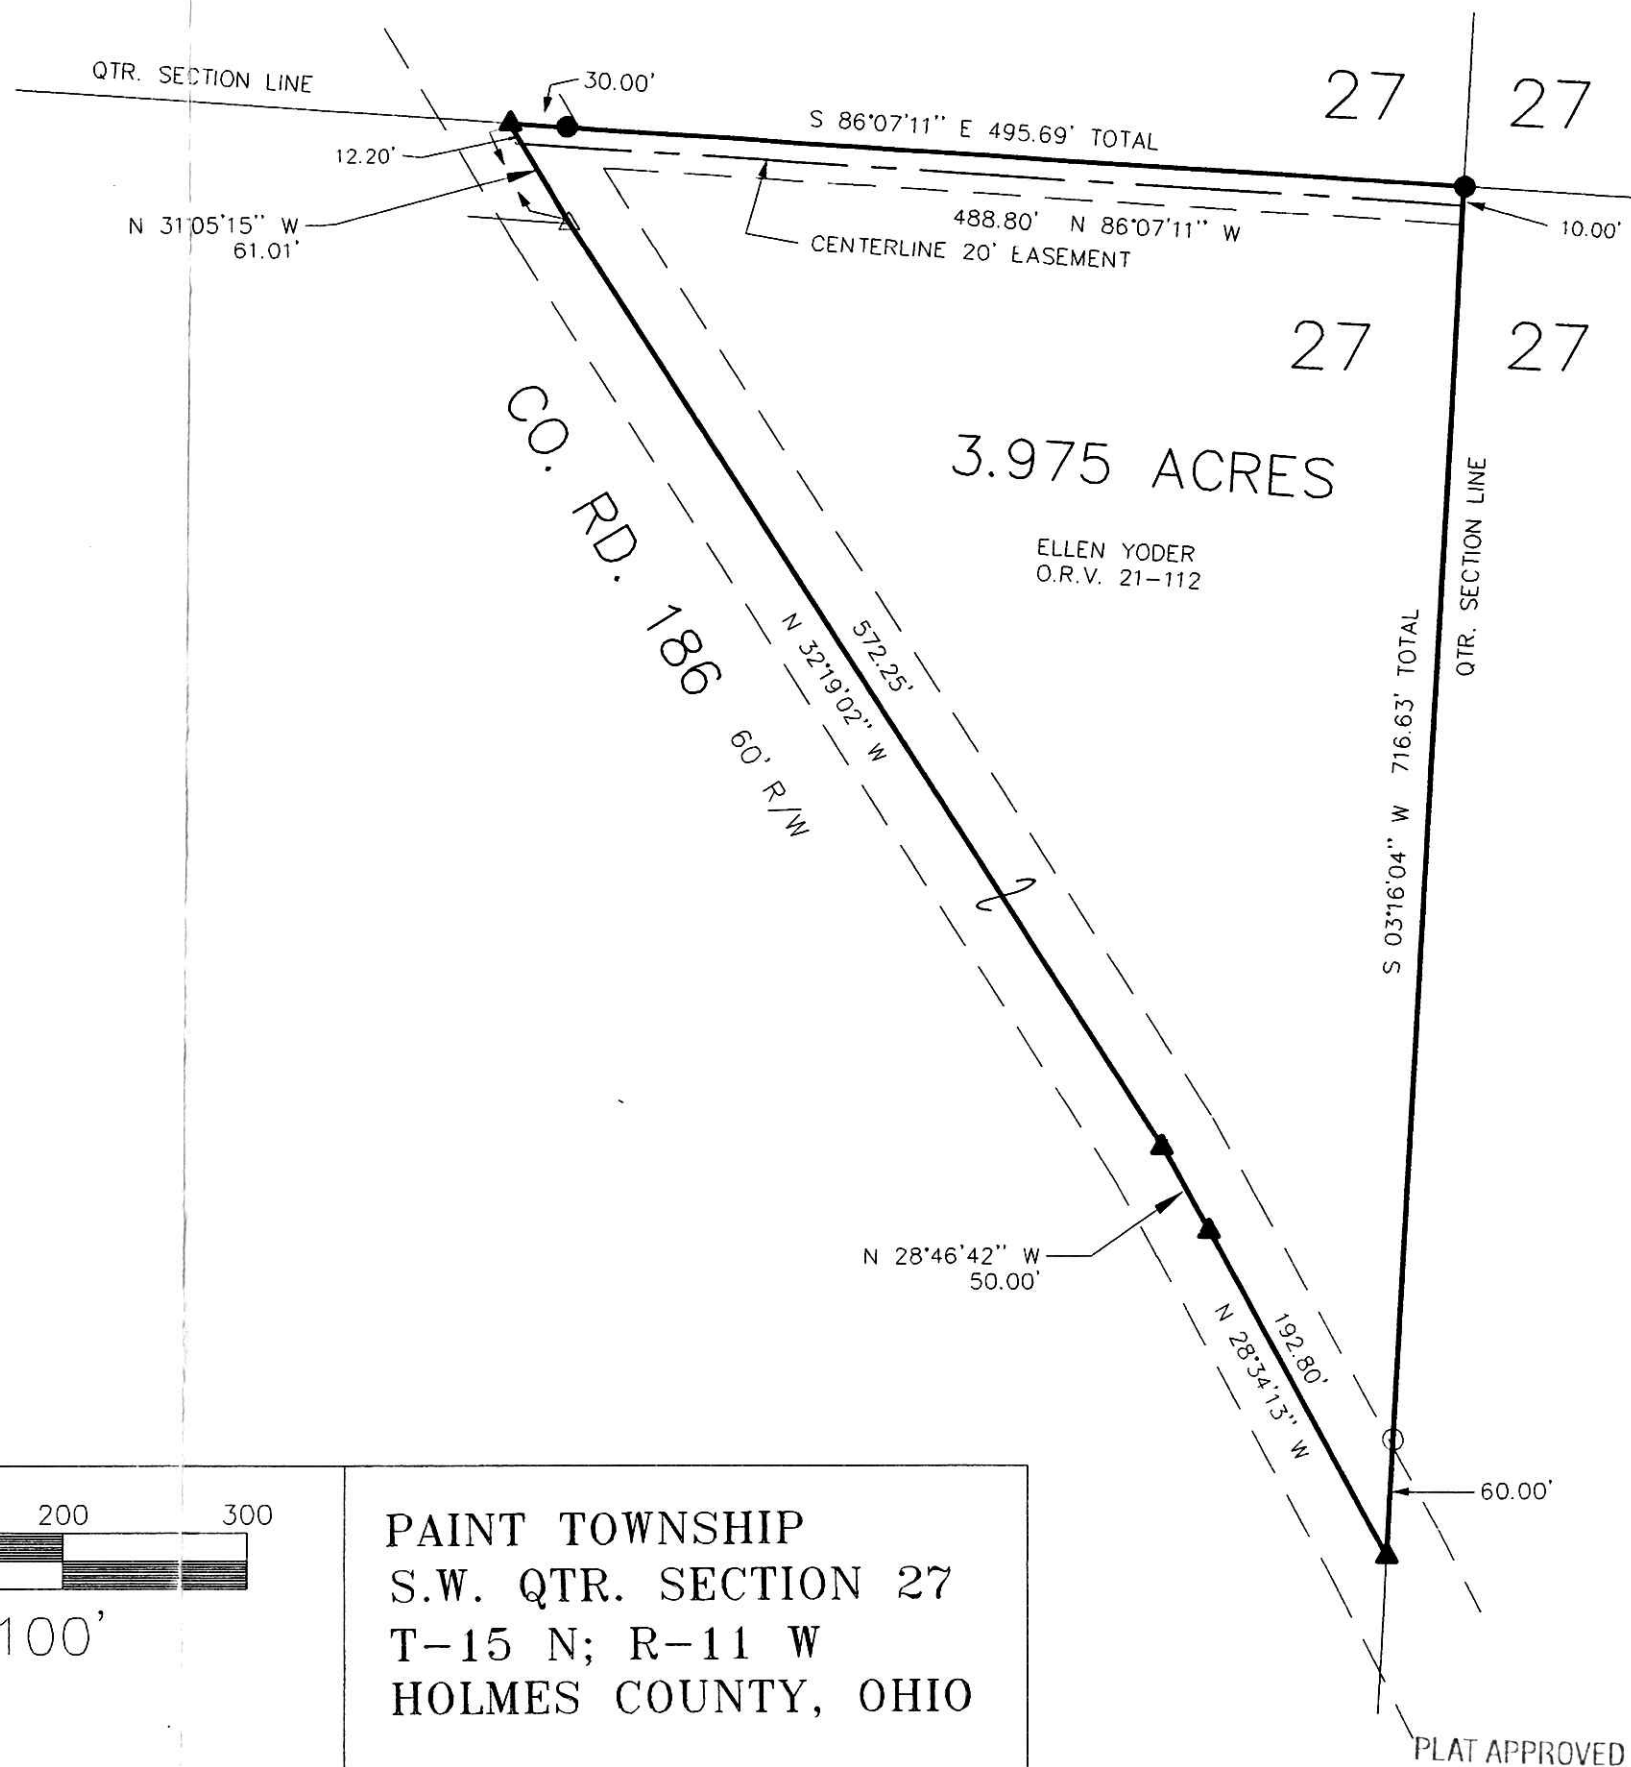 QTR. SECTION LINE
30.00'
S 86°07'11" E 495.69' TOTAL
27
27
12.20'
N 31°05'15" W
61.01'
488.80' N 86°07'11" W
CENTERLINE 20' EASEMENT
10.00'
27
27
CO. RD. 186 60' R/W
3.975 ACRES
ELLEN YODER
O.R.V. 21-112
QTR. SECTION LINE
S 03°16'04" W 716.63' TOTAL
572.25'
N 32°19'02" W
N 28°46'42" W
50.00'
192.80'
N 28°34'13" W
60.00'
200 300
100'
PAINT TOWNSHIP
S.W. QTR. SECTION 27
T-15 N; R-11 W
HOLMES COUNTY, OHIO
PLAT APPROVED